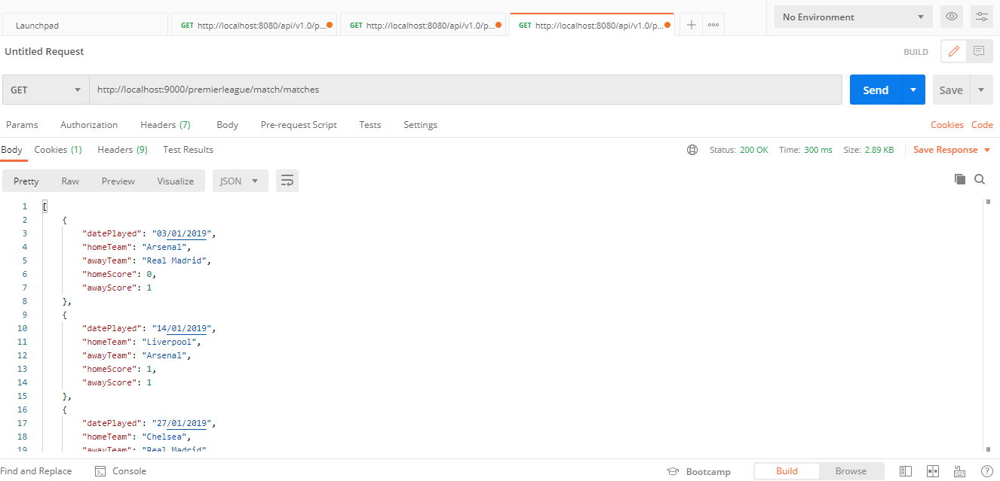 Launchpad
GET http://localhost:8080/api/v1.0/p...
GET http://localhost:8080/api/v1.0/p...
GET http://localhost:8080/api/v1.0/p...
No Environment
Untitled Request
BUILD
GET
http://localhost:9000/premierleague/match/matches
Send
Save
Params Authorization Headers (7) Body Pre-request Script Tests Settings Cookies Code
Body Cookies (1) Headers (9) Test Results Status: 200 OK Time: 300 ms Size: 2.89 KB Save Response
Pretty Raw Preview Visualize JSON
1 [
2 {
3 "datePlayed": "03/01/2019",
4 "homeTeam": "Arsenal",
5 "awayTeam": "Real Madrid",
6 "homeScore": 0,
7 "awayScore": 1
8 },
9 {
10 "datePlayed": "14/01/2019",
11 "homeTeam": "Liverpool",
12 "awayTeam": "Arsenal",
13 "homeScore": 1,
14 "awayScore": 1
15 },
16 {
17 "datePlayed": "27/01/2019",
18 "homeTeam": "Chelsea",
19 "awayTeam": "Real Madrid"
Find and Replace Console Bootcamp Build Browse